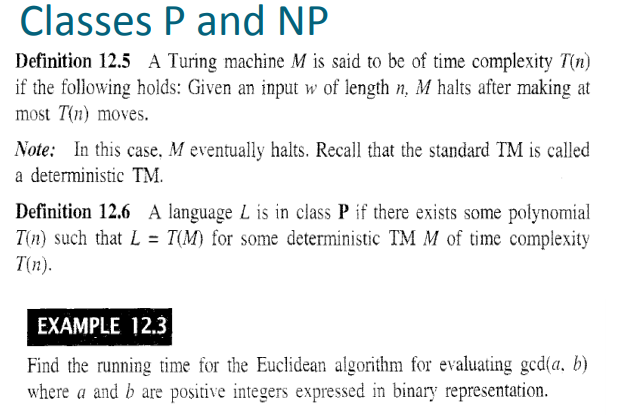 Classes P and NP
Definition 12.5 A Turing machine M is said to be of time complexity T(n)
if the following holds: Given an input w of length n, M halts after making at
most T(n) moves.
Note: In this case, M eventually halts. Recall that the standard TM is called
a deterministic TM.
Definition 12.6 A language L is in class P if there exists some polynomial
T(n) such that L = T(M) for some deterministic TM M of time complexity
T(n).
EXAMPLE 12.3
Find the running time for the Euclidean algorithm for evaluating gcd(a, b)
where a and b are positive integers expressed in binary representation.